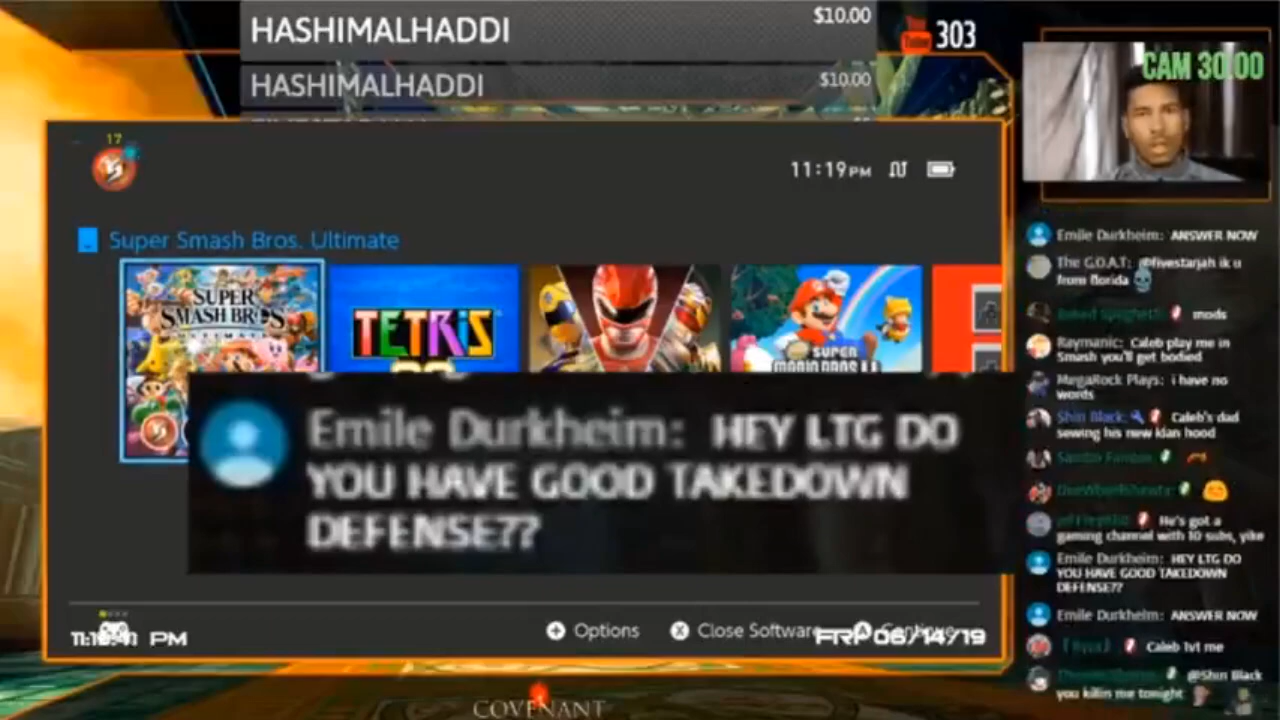 HASHIMALHADDI
$10.00
HASHIMALHADDI
$10.00
303
CAM 30:00
17
11:19PM
Super Smash Bros. Ultimate
SUPER
SMASH BROS
ULTIMATE
TETRIS
SUPER
Emile Durkheim: HEY LTG DO
YOU HAVE GOOD TAKEDOWN
DEFENSE??
Options
Close Software
PM
FRI 06/14/19
COVENANT
Emile Durkheim: ANSWER NOW
The G.O.A.T: @fivestarjah ik u
from florida
mods
Raymanic: Caleb play me in
Smash you'll get bodied
MegaRock Plays: i have no
words
Shin Black: Caleb's dad
sewing his new klan hood
He's got a
gaming channel with 10 subs, yike
Emile Durkheim: HEY LTG DO
YOU HAVE GOOD TAKEDOWN
DEFENSE??
Emile Durkheim: ANSWER NOW
Caleb 1v1 me
@Shin Black
you killin me tonight